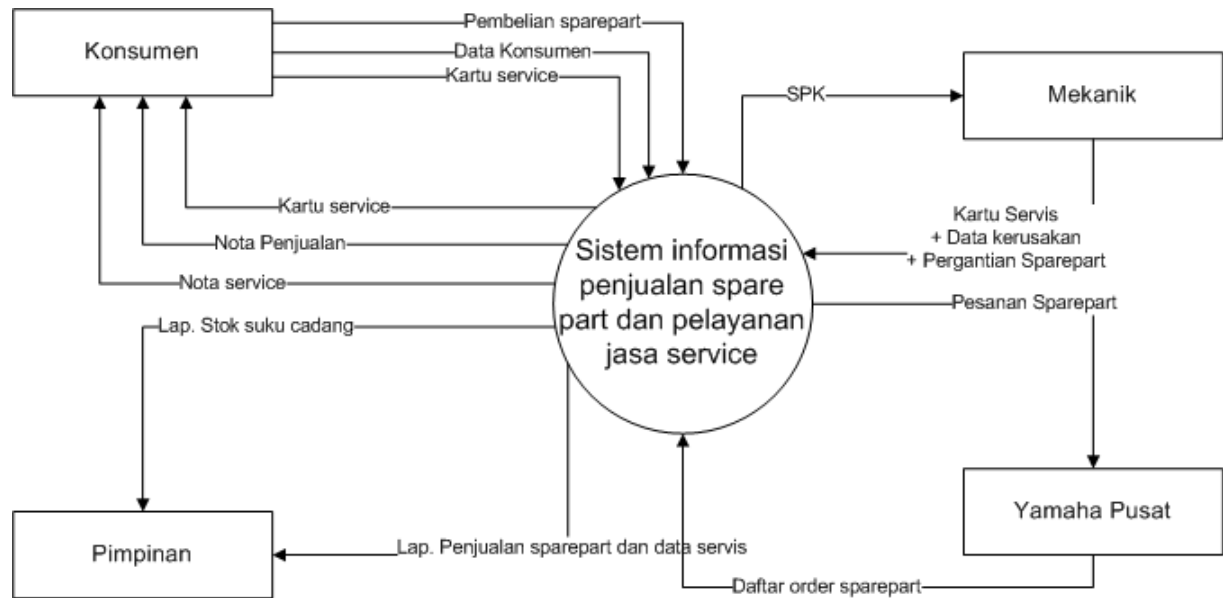 Pembelian sparepart
Konsumen
Data Konsumen
Kartu service
SPK
Mekanik
Kartu service
Nota Penjualan
Nota service
Lap. Stok suku cadang
Sistem informasi
penjualan spare
part dan pelayanan
jasa service
Kartu Servis
+ Data kerusakan
+ Pergantian Sparepart
Pesanan Sparepart
Yamaha Pusat
Pimpinan
Lap. Penjualan sparepart dan data servis
Daftar order sparepart